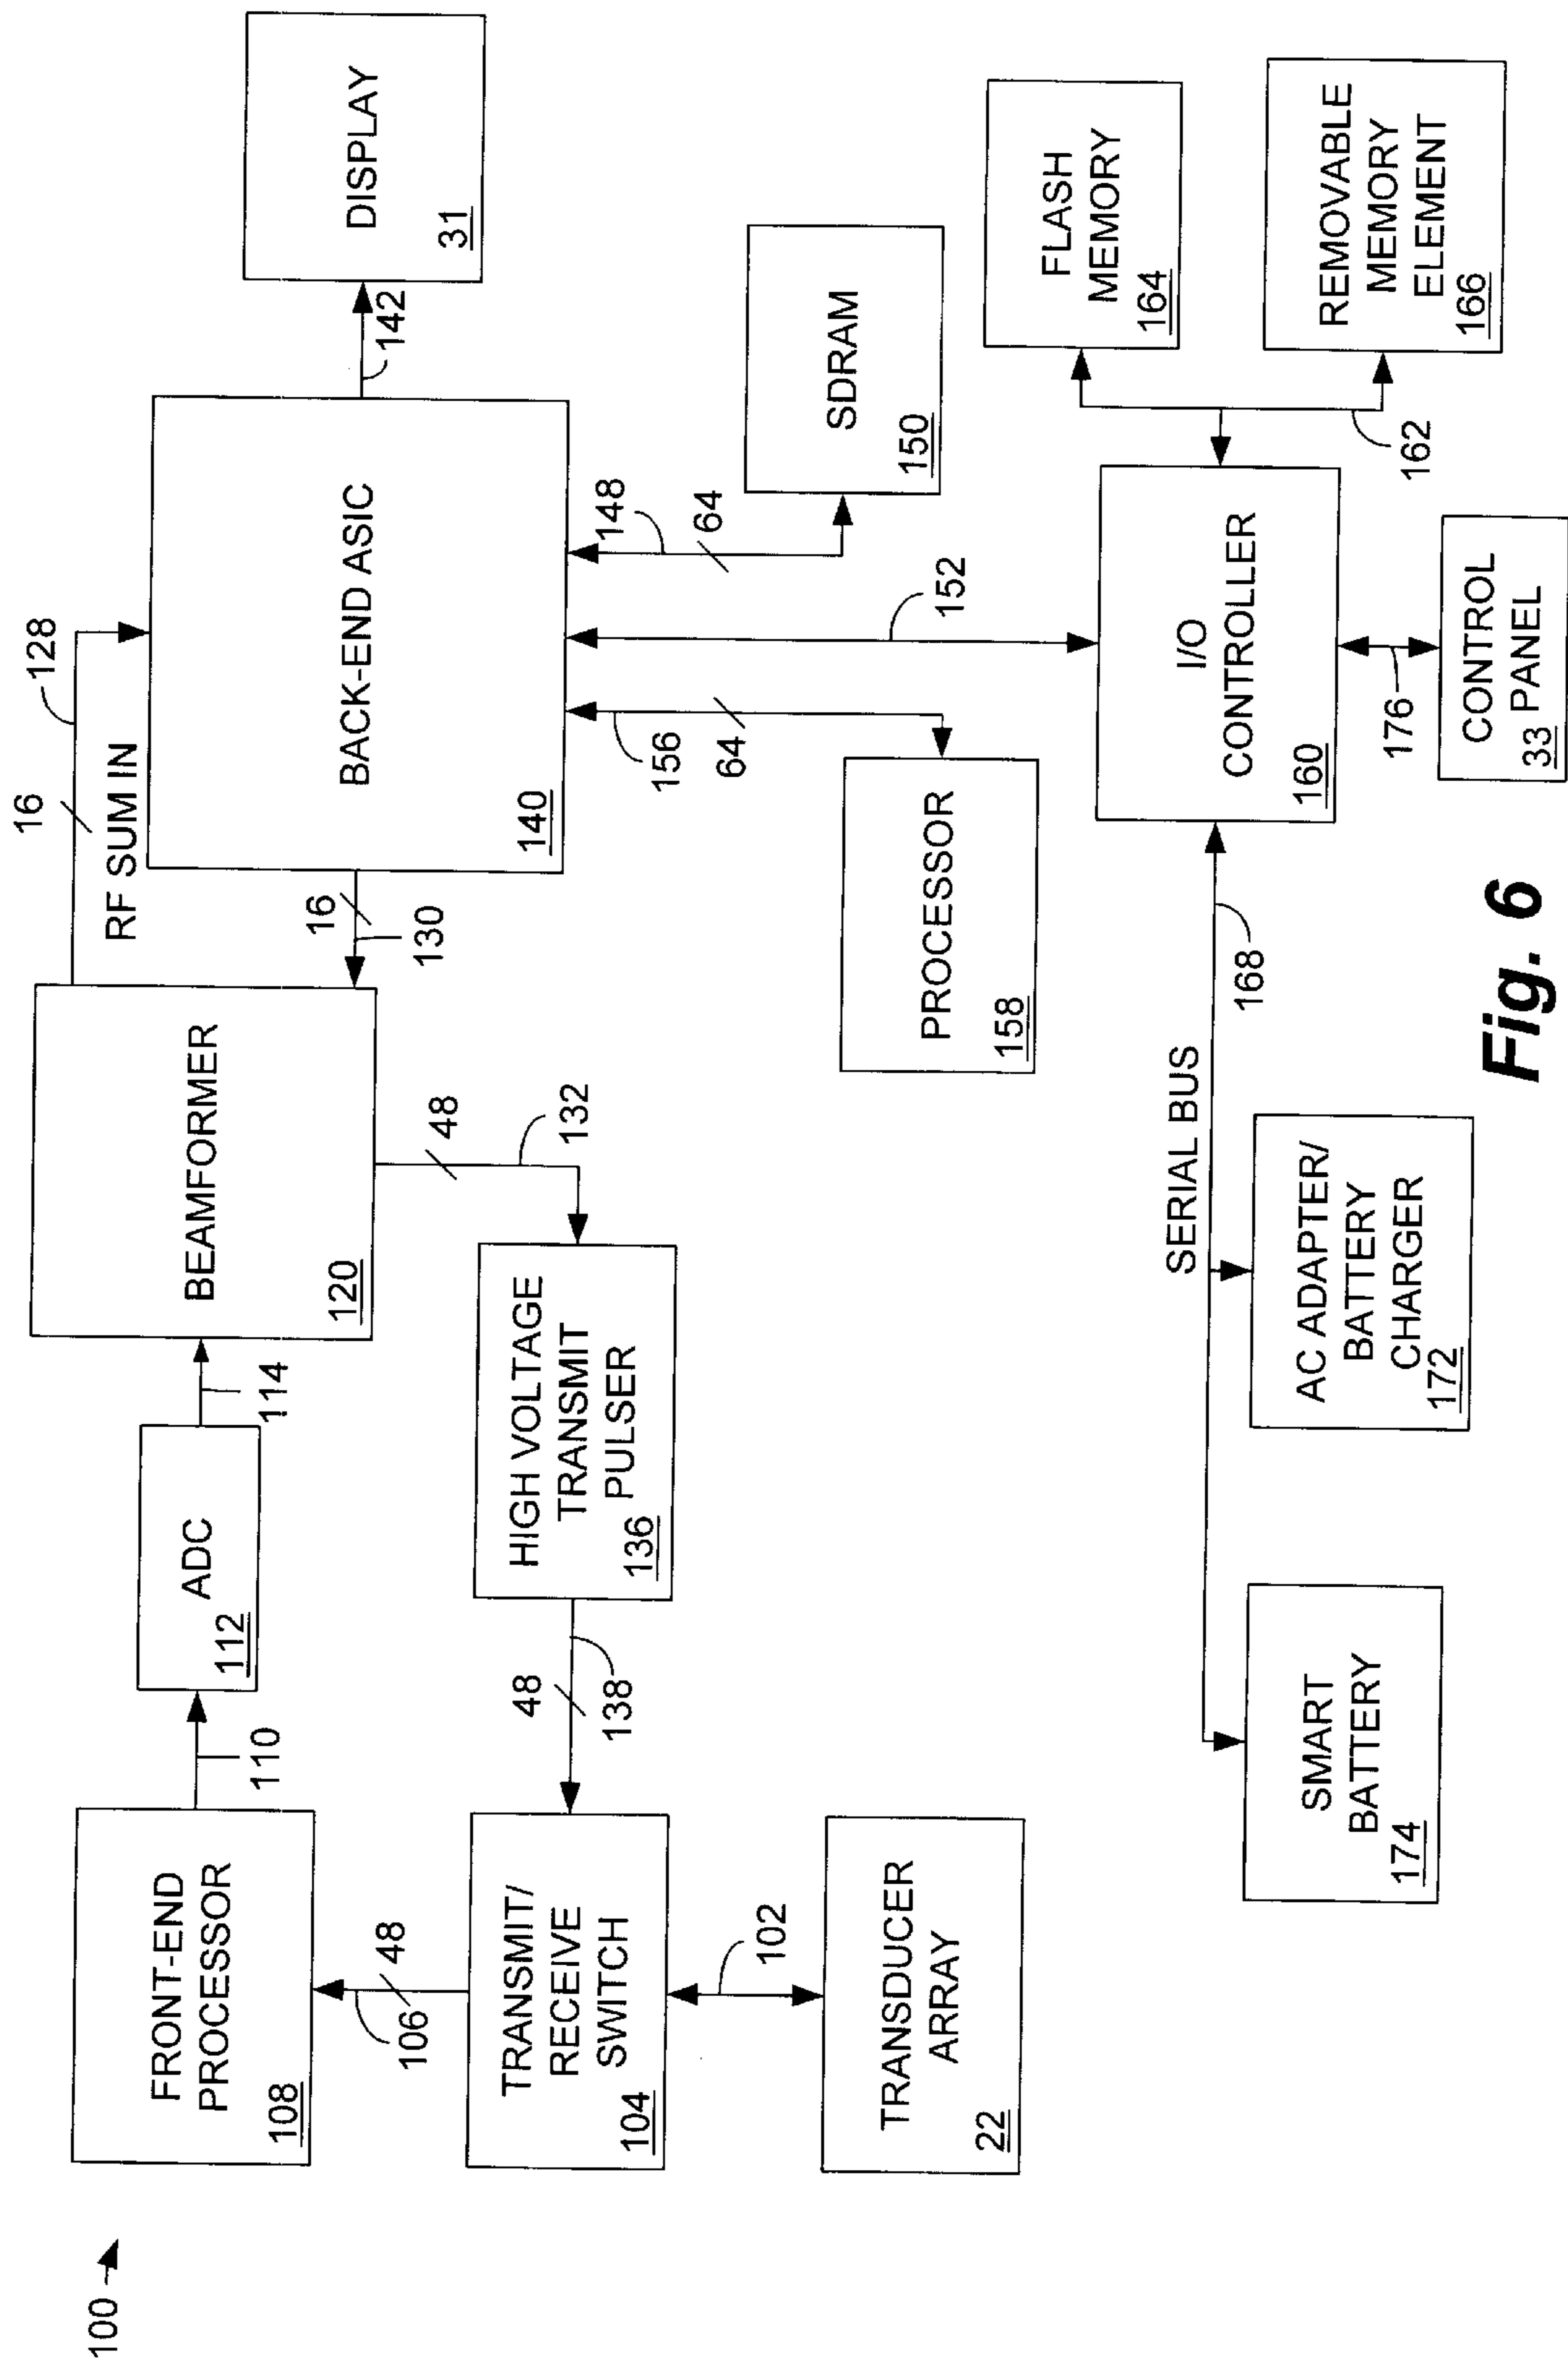 100
FRONT-END
PROCESSOR
108
110
ADC
112
114
BEAMFORMER
120
16
128
RF SUM IN
16
130
BACK-END ASIC
140
142
DISPLAY
31
106
48
TRANSMIT/
RECEIVE
SWITCH
104
48
138
HIGH VOLTAGE
TRANSMIT
PULSER
136
48
132
102
TRANSDUCER
ARRAY
22
156
64
PROCESSOR
158
152
148
64
SDRAM
150
I/O
CONTROLLER
160
162
FLASH
MEMORY
164
REMOVABLE
MEMORY
ELEMENT
166
SERIAL BUS
168
SMART
BATTERY
174
AC ADAPTER/
BATTERY
CHARGER
172
176
CONTROL
PANEL
33
Fig. 6